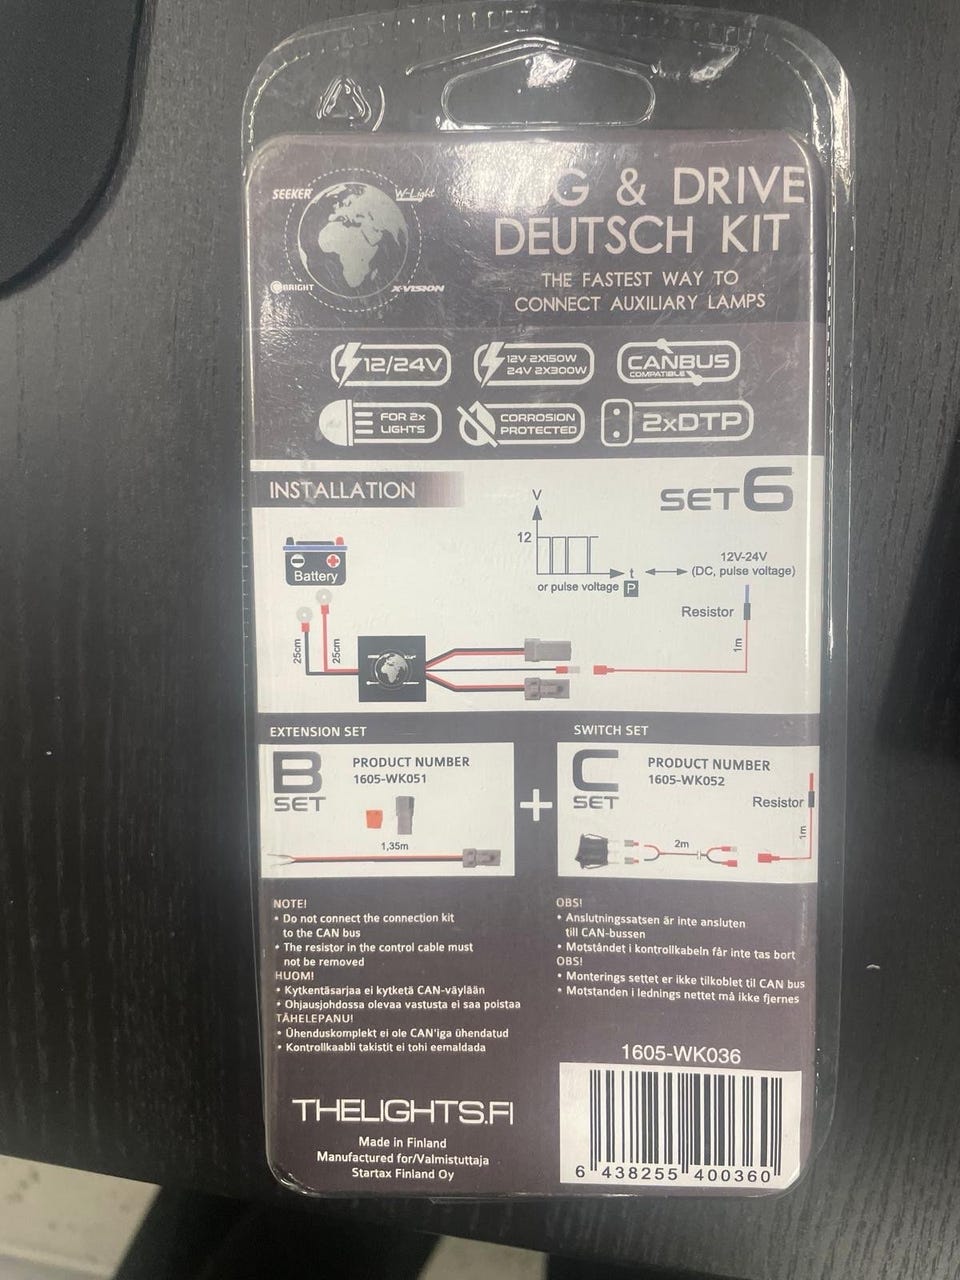 SEEKER
W-Light
BRIGHT
X-VISION
G & DRIVE
DEUTSCH KIT
THE FASTEST WAY TO
CONNECT AUXILIARY LAMPS
12/24V
12V 2X150W
24V 2X300W
CANBUS
COMPATIBLE
FOR 2x
LIGHTS
CORROSION
PROTECTED
2xDTP
INSTALLATION
SET 6
V
12
t
or pulse voltage P
12V-24V
(DC, pulse voltage)
Battery
Resistor
25cm
25cm
1m
EXTENSION SET
B
SET
PRODUCT NUMBER
1605-WK051
1,35m
+
SWITCH SET
C
SET
PRODUCT NUMBER
1605-WK052
Resistor
2m
1m
NOTE!
• Do not connect the connection kit
to the CAN bus
• The resistor in the control cable must
not be removed
HUOM!
• Kytkentäsarjaa ei kytketä CAN-väylään
• Ohjausjohdossa olevaa vastusta ei saa poistaa
TÄHELEPANU!
• Ühenduskomplekt ei ole CAN'iga ühendatud
• Kontrollkaabli takistit ei tohi eemaldada
OBS!
• Anslutningssatsen är inte ansluten
till CAN-bussen
• Motståndet i kontrollkabeln får inte tas bort
OBS!
• Monterings settet er ikke tilkoblet til CAN bus
• Motstanden i lednings nettet må ikke fjernes
THELIGHTS.FI
Made in Finland
Manufactured for/Valmistuttaja
Startax Finland Oy
1605-WK036
6 438255 400360